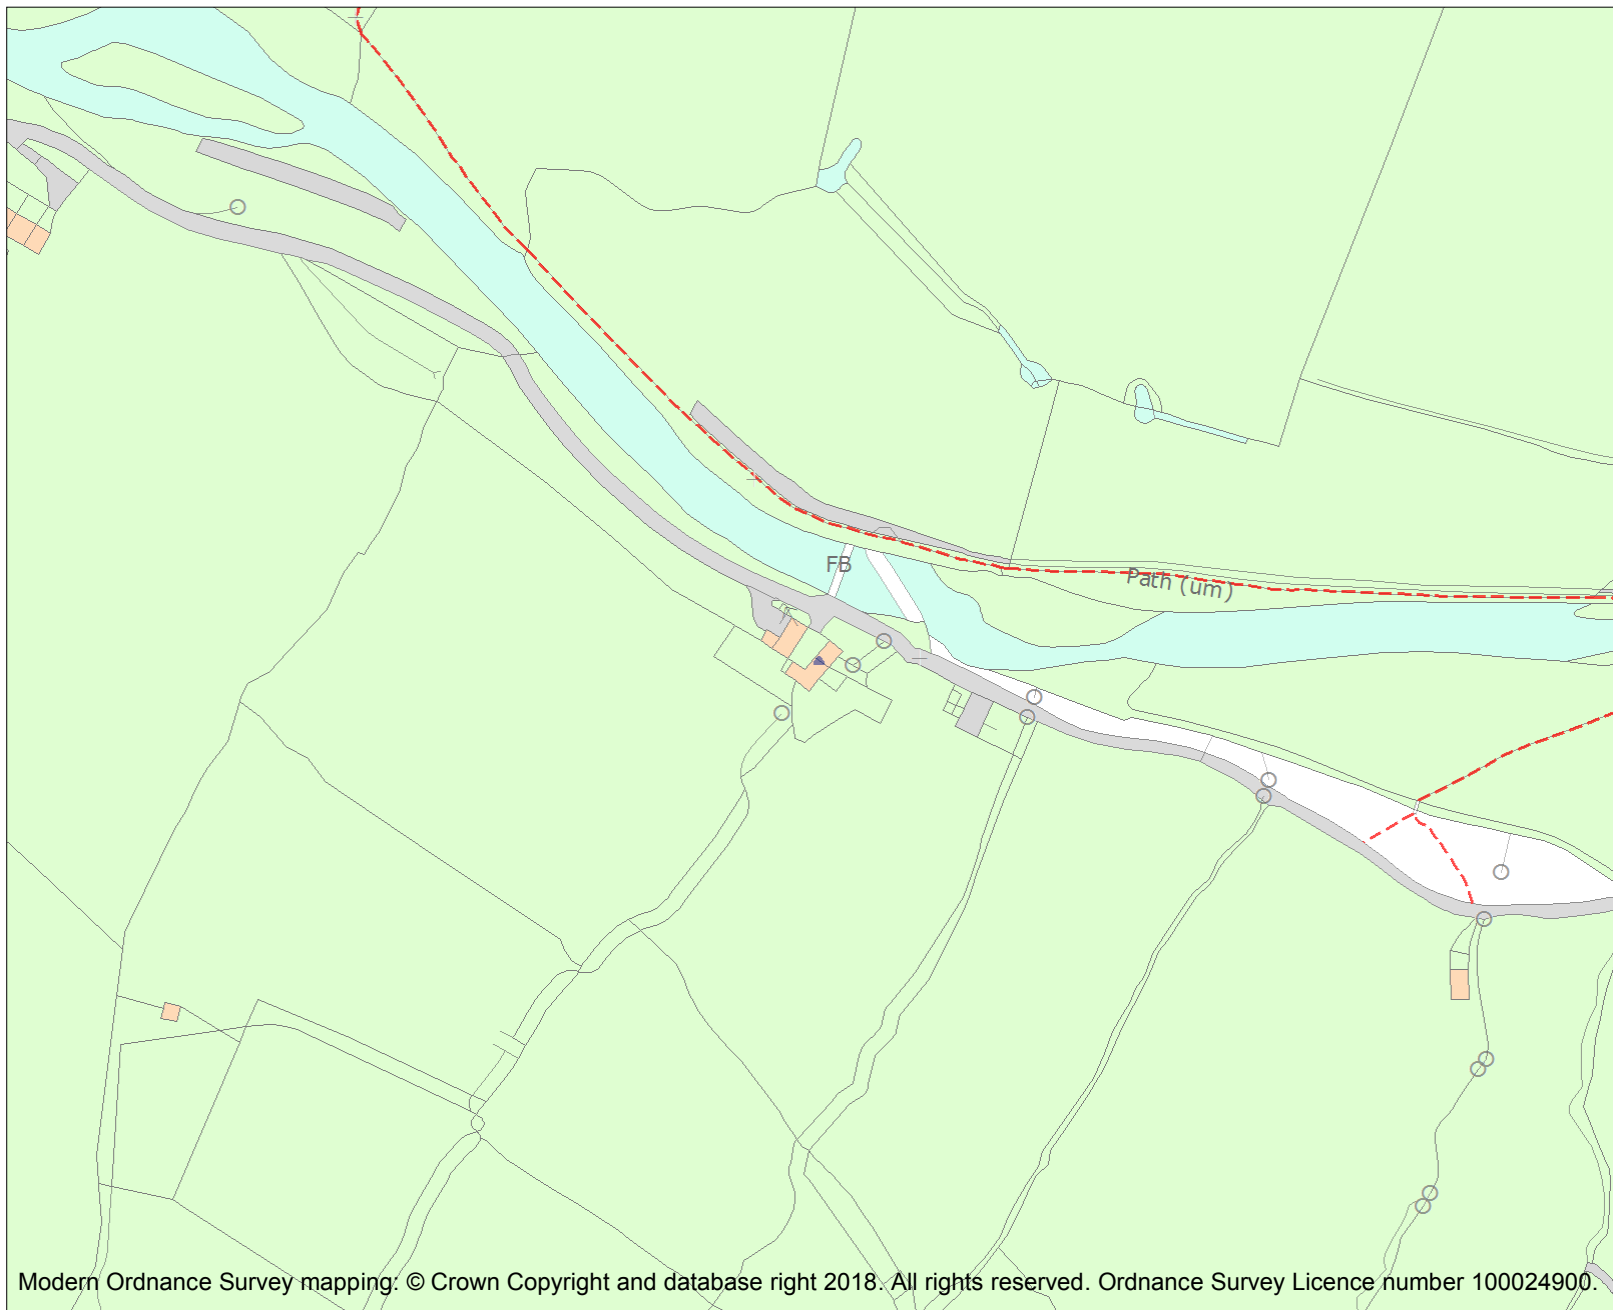 FB
Path (um)
Modern Ordnance Survey mapping: © Crown Copyright and database right 2018. All rights reserved. Ordnance Survey Licence number 100024900.